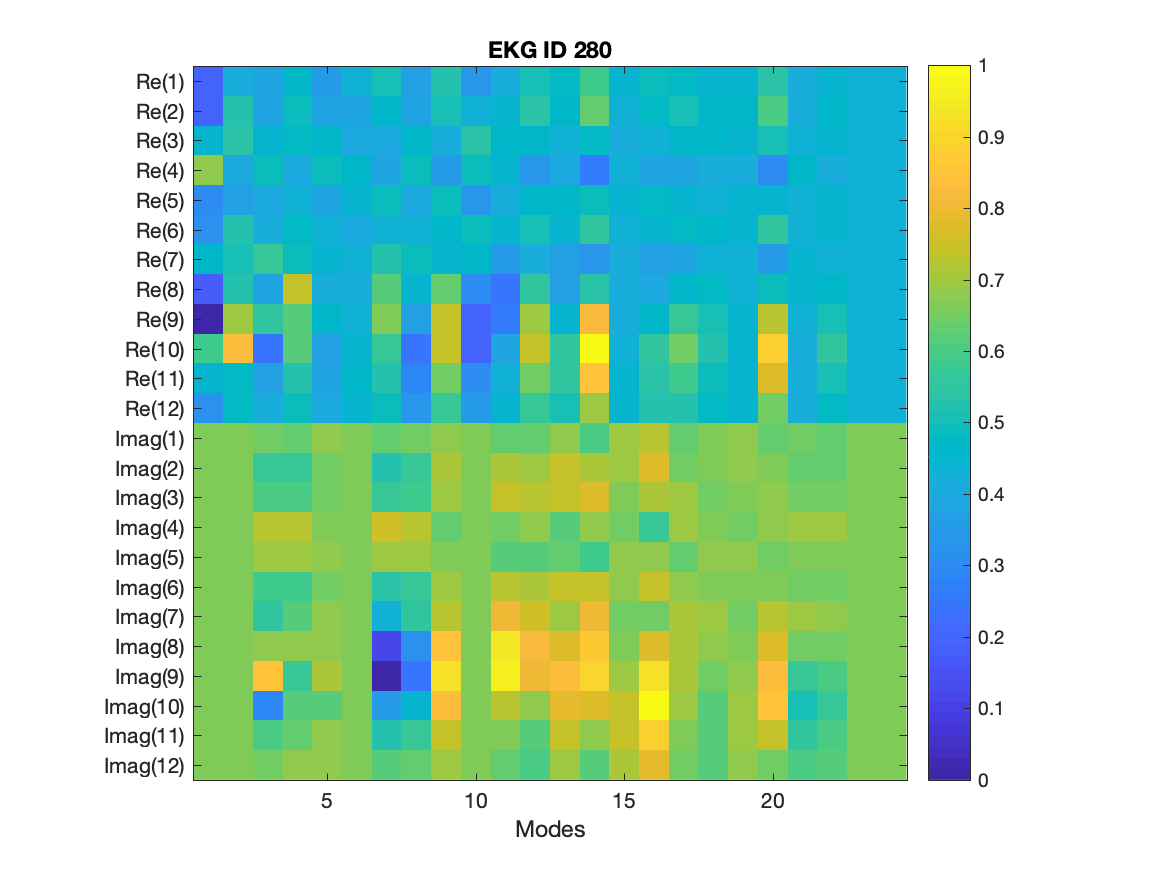 EKG ID 280
Re(1)
Re(2)
Re(3)
Re(4)
Re(5)
Re(6)
Re(7)
Re(8)
Re(9)
Re(10)
Re(11)
Re(12)
Imag(1)
Imag(2)
Imag(3)
Imag(4)
Imag(5)
Imag(6)
Imag(7)
Imag(8)
Imag(9)
Imag(10)
Imag(11)
Imag(12)
5 10 15 20
Modes
1
0.9
0.8
0.7
0.6
0.5
0.4
0.3
0.2
0.1
0